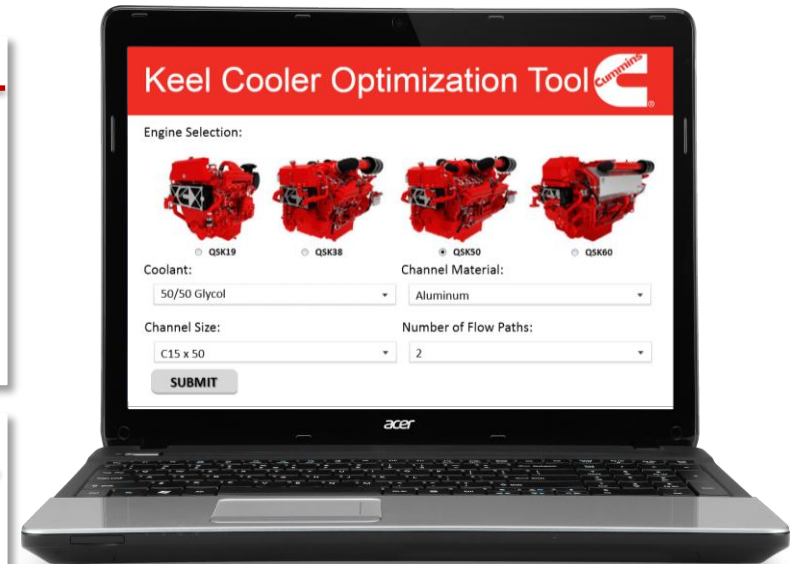 Keel Cooler Optimization Tool
Cummins
Engine Selection:
QSK19 QSK38 QSK50 QSK60
Coolant: Channel Material:
50/50 Glycol Aluminum
Channel Size: Number of Flow Paths:
C15 x 50 2
SUBMIT
acer